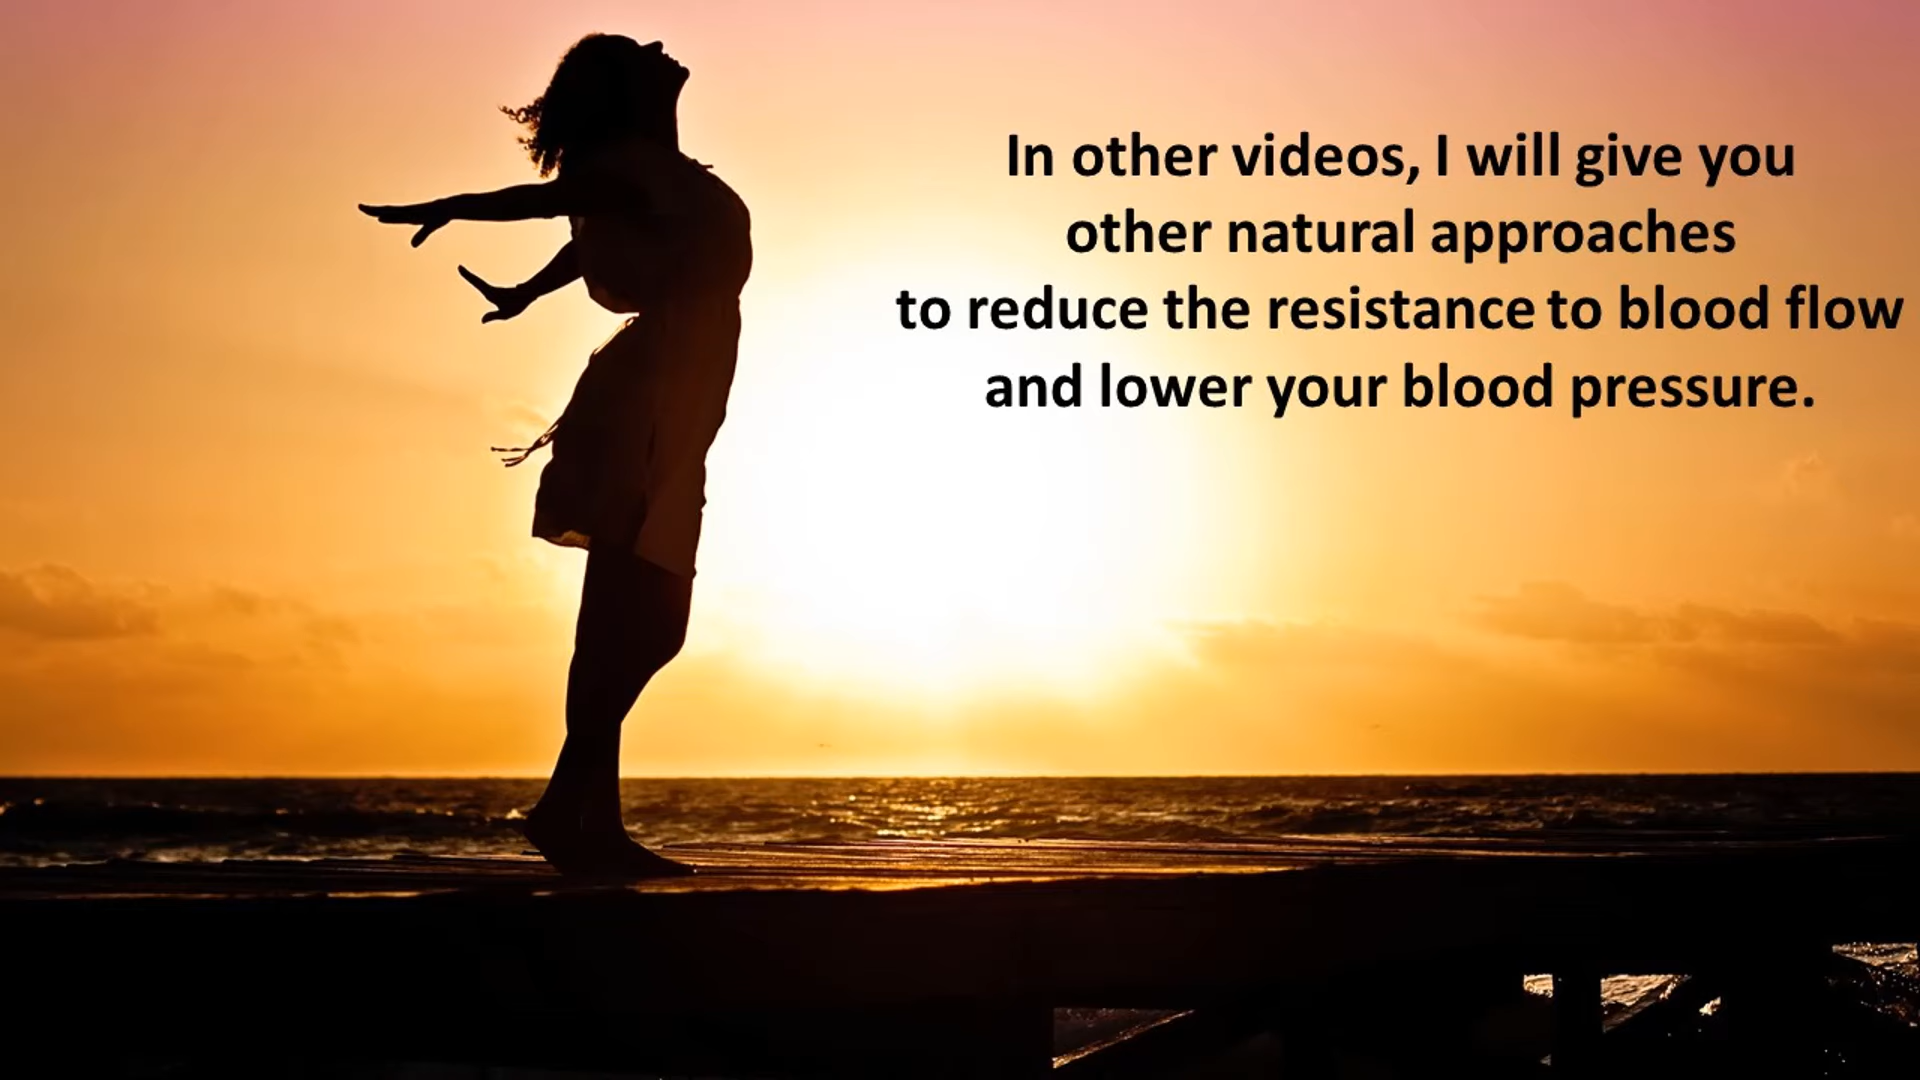 In other videos, I will give you
other natural approaches
to reduce the resistance to blood flow
and lower your blood pressure.